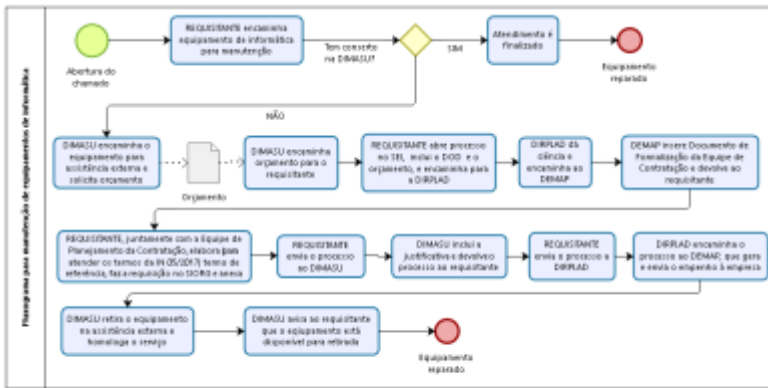 Fluxograma para manutenção de equipamentos de informática
Abertura do
chamado
REQUISITANTE encaminha
equipamento de informática
para manutenção
Tem conserto
na DIMASU?
SIM
Atendimento é
finalizado
Equipamento
reparado
NÃO
DIMASU encaminha o
equipamento para
assistência externa e
solicita orçamento
Orçamento
DIMASU encaminha
orçamento para o
requisitante
REQUISITANTE abre processo
no SEI, inclui o DOD e o
orçamento, e encaminha para
a DIRPLAD
DIRPLAD dá
ciência e
encaminha ao
DEMAP
DEMAP insere Documento de
Formalização da Equipe de
Contratação e devolve ao
requisitante
REQUISITANTE, juntamente com a Equipe de
Planejamento da Contratação, elabora (para
atender os termos da IN 05/2017) termo de
referência, faz a requisição no e anexa
REQUISITANTE
envia o processo
ao DIMASU
DIMASU inclui a
justificativa e devolve o
processo ao requisitante
REQUISITANTE
envia o processo a
DIRPLAD
DIRPLAD encaminha o
processo ao DEMAP, que gera
e envia o empenho à empresa
DIMASU retira o equipamento
na assistência externa e
homologa o serviço
DIMASU avisa ao requisitante
que o equipamento está
disponível para retirada
Equipamento
reparado